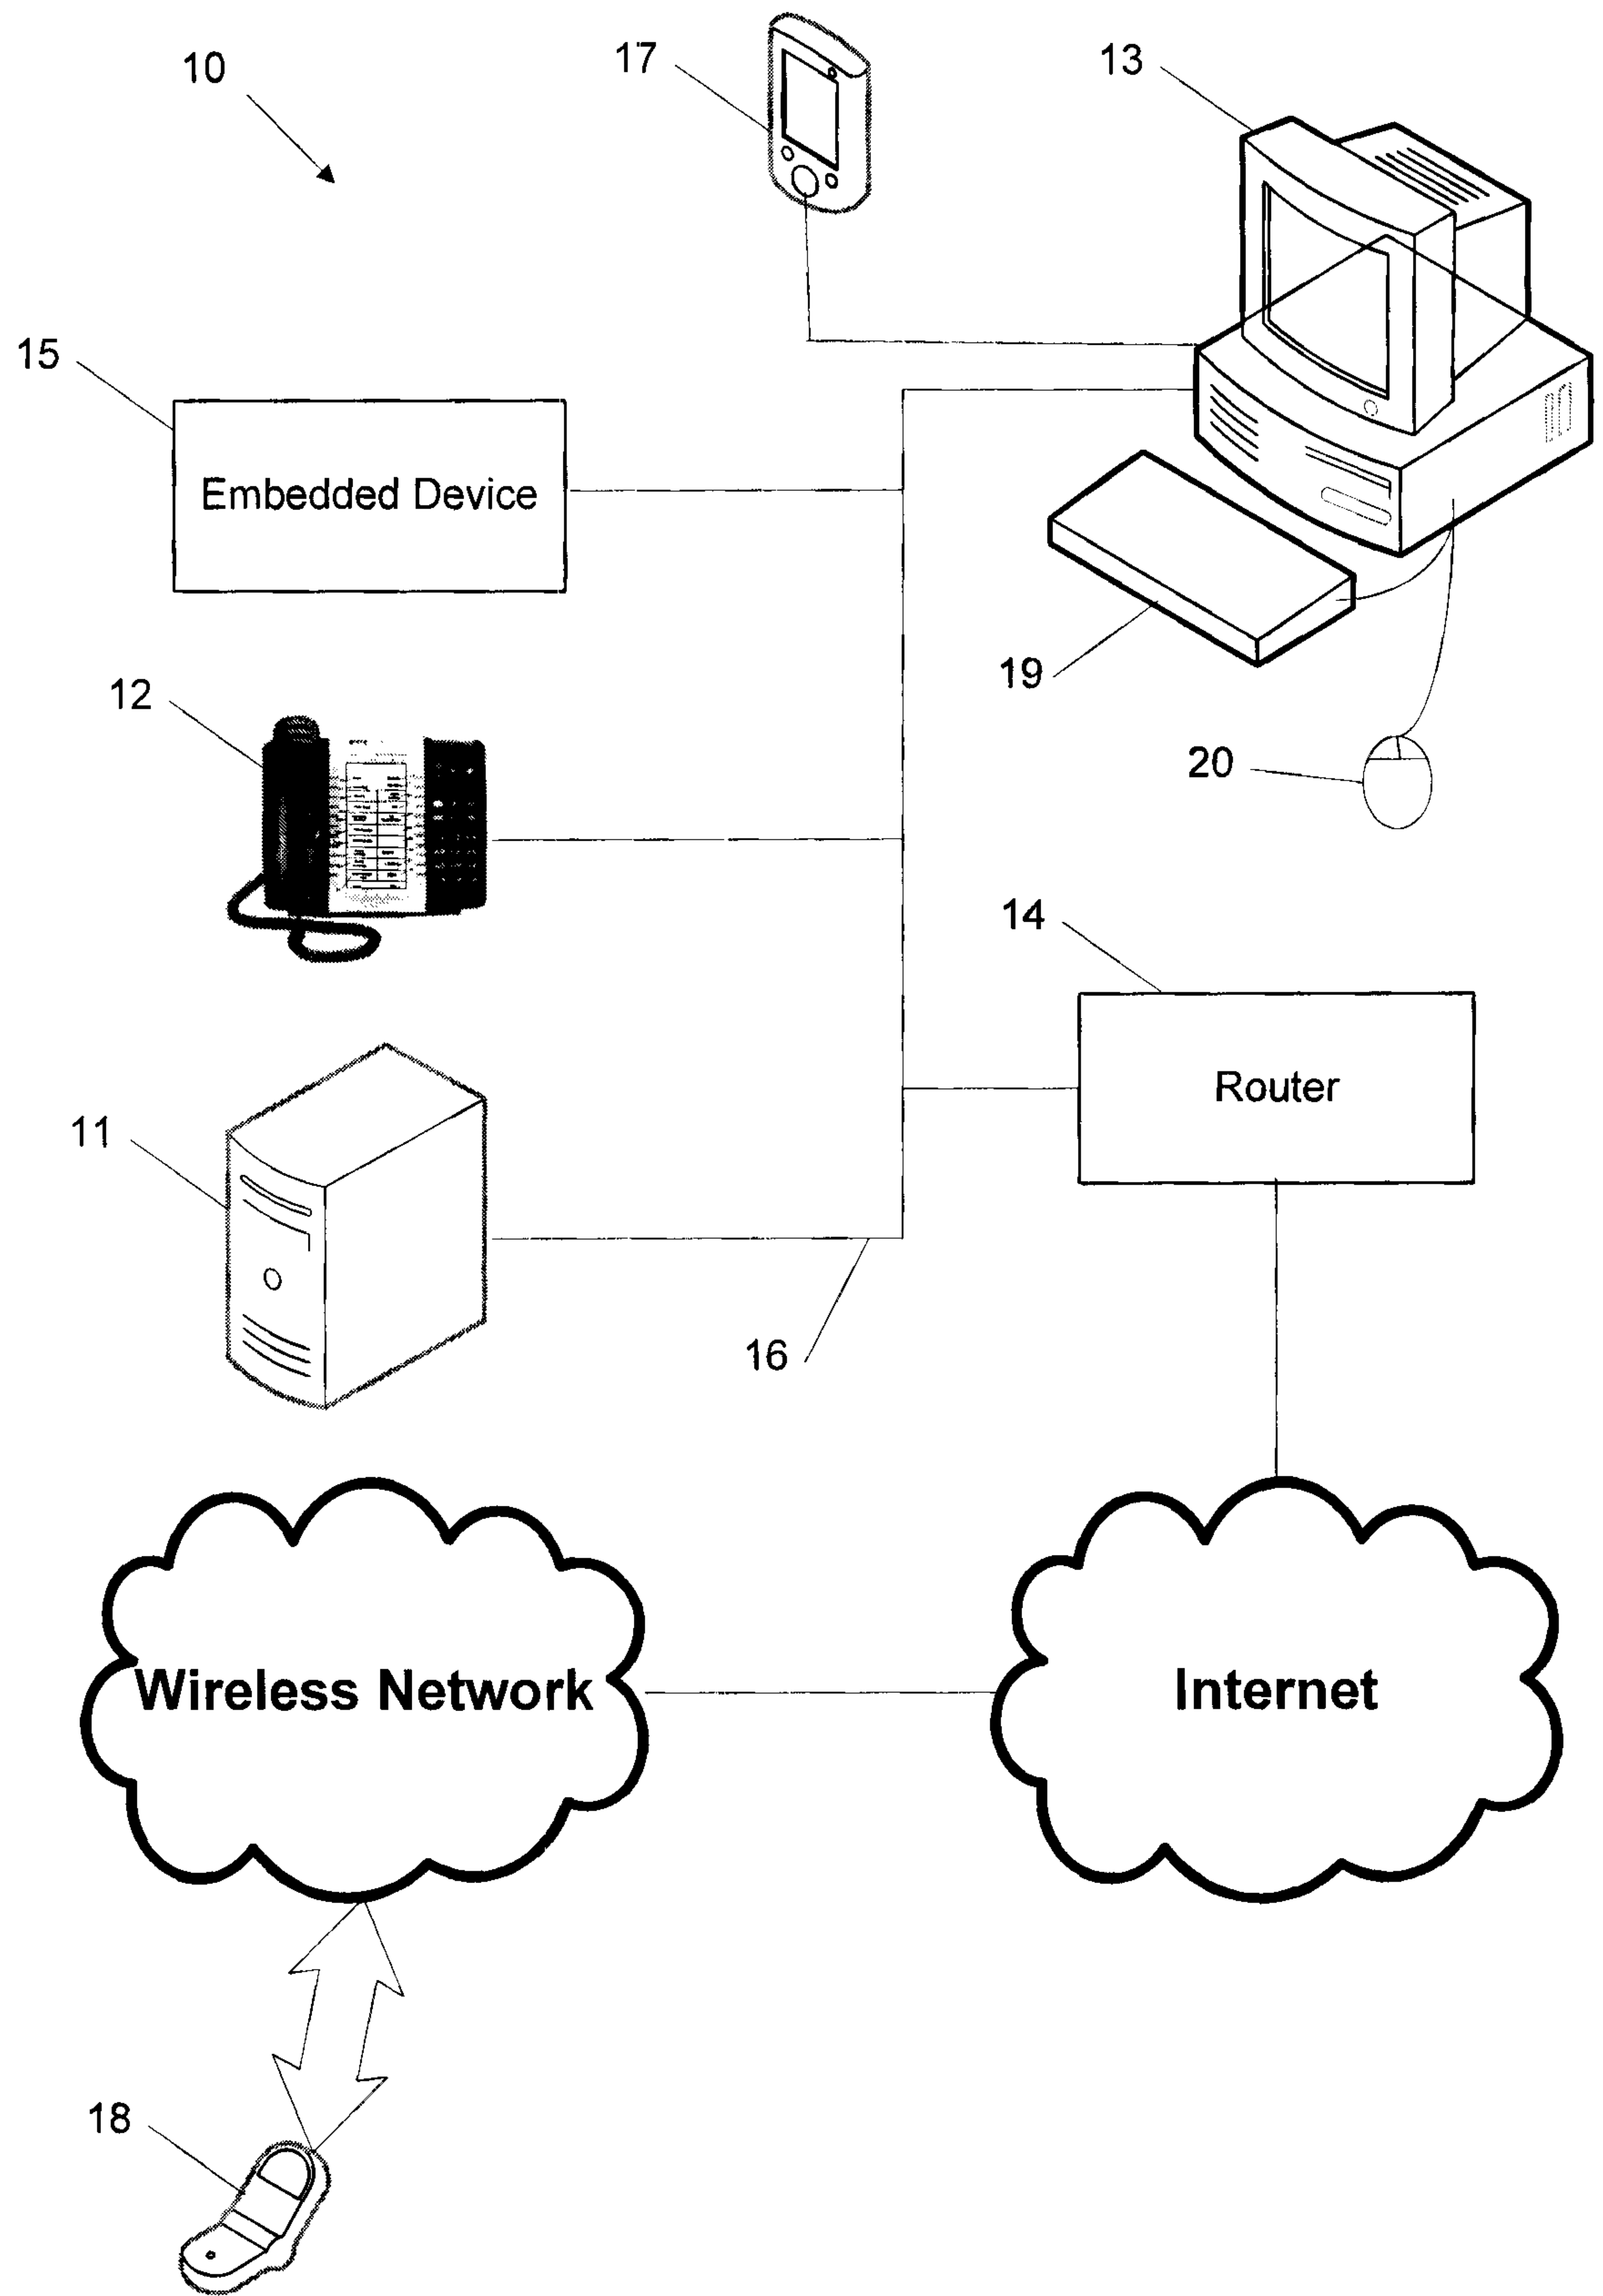 10
17
13
15
Embedded Device
19
12
20
14
Router
11
16
Wireless Network
Internet
18